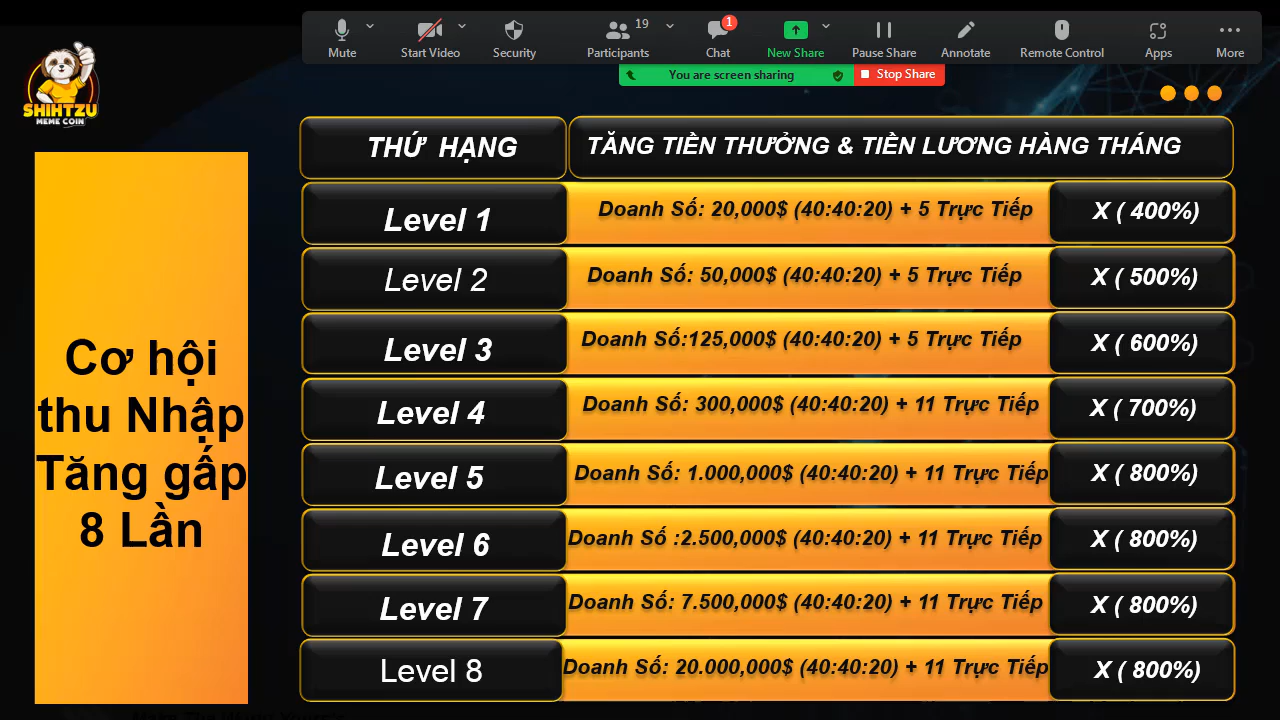 19
1
Mute
Start Video
Security
Participants
Chat
New Share
Pause Share
Annotate
Remote Control
Apps
More
You are screen sharing
Stop Share
SHIHTZU
MEME COIN
Cơ hội
thu Nhập
Tăng gấp
8 Lần
THỨ HẠNG
TĂNG TIỀN THƯỞNG & TIỀN LƯƠNG HÀNG THÁNG
Level 1
Doanh Số: 20,000$ (40:40:20) + 5 Trực Tiếp
X ( 400%)
Level 2
Doanh Số: 50,000$ (40:40:20) + 5 Trực Tiếp
X ( 500%)
Level 3
Doanh Số:125,000$ (40:40:20) + 5 Trực Tiếp
X ( 600%)
Level 4
Doanh Số: 300,000$ (40:40:20) + 11 Trực Tiếp
X ( 700%)
Level 5
Doanh Số: 1.000,000$ (40:40:20) + 11 Trực Tiếp
X ( 800%)
Level 6
Doanh Số :2.500,000$ (40:40:20) + 11 Trực Tiếp
X ( 800%)
Level 7
Doanh Số: 7.500,000$ (40:40:20) + 11 Trực Tiếp
X ( 800%)
Level 8
Doanh Số: 20.000,000$ (40:40:20) + 11 Trực Tiếp
X ( 800%)